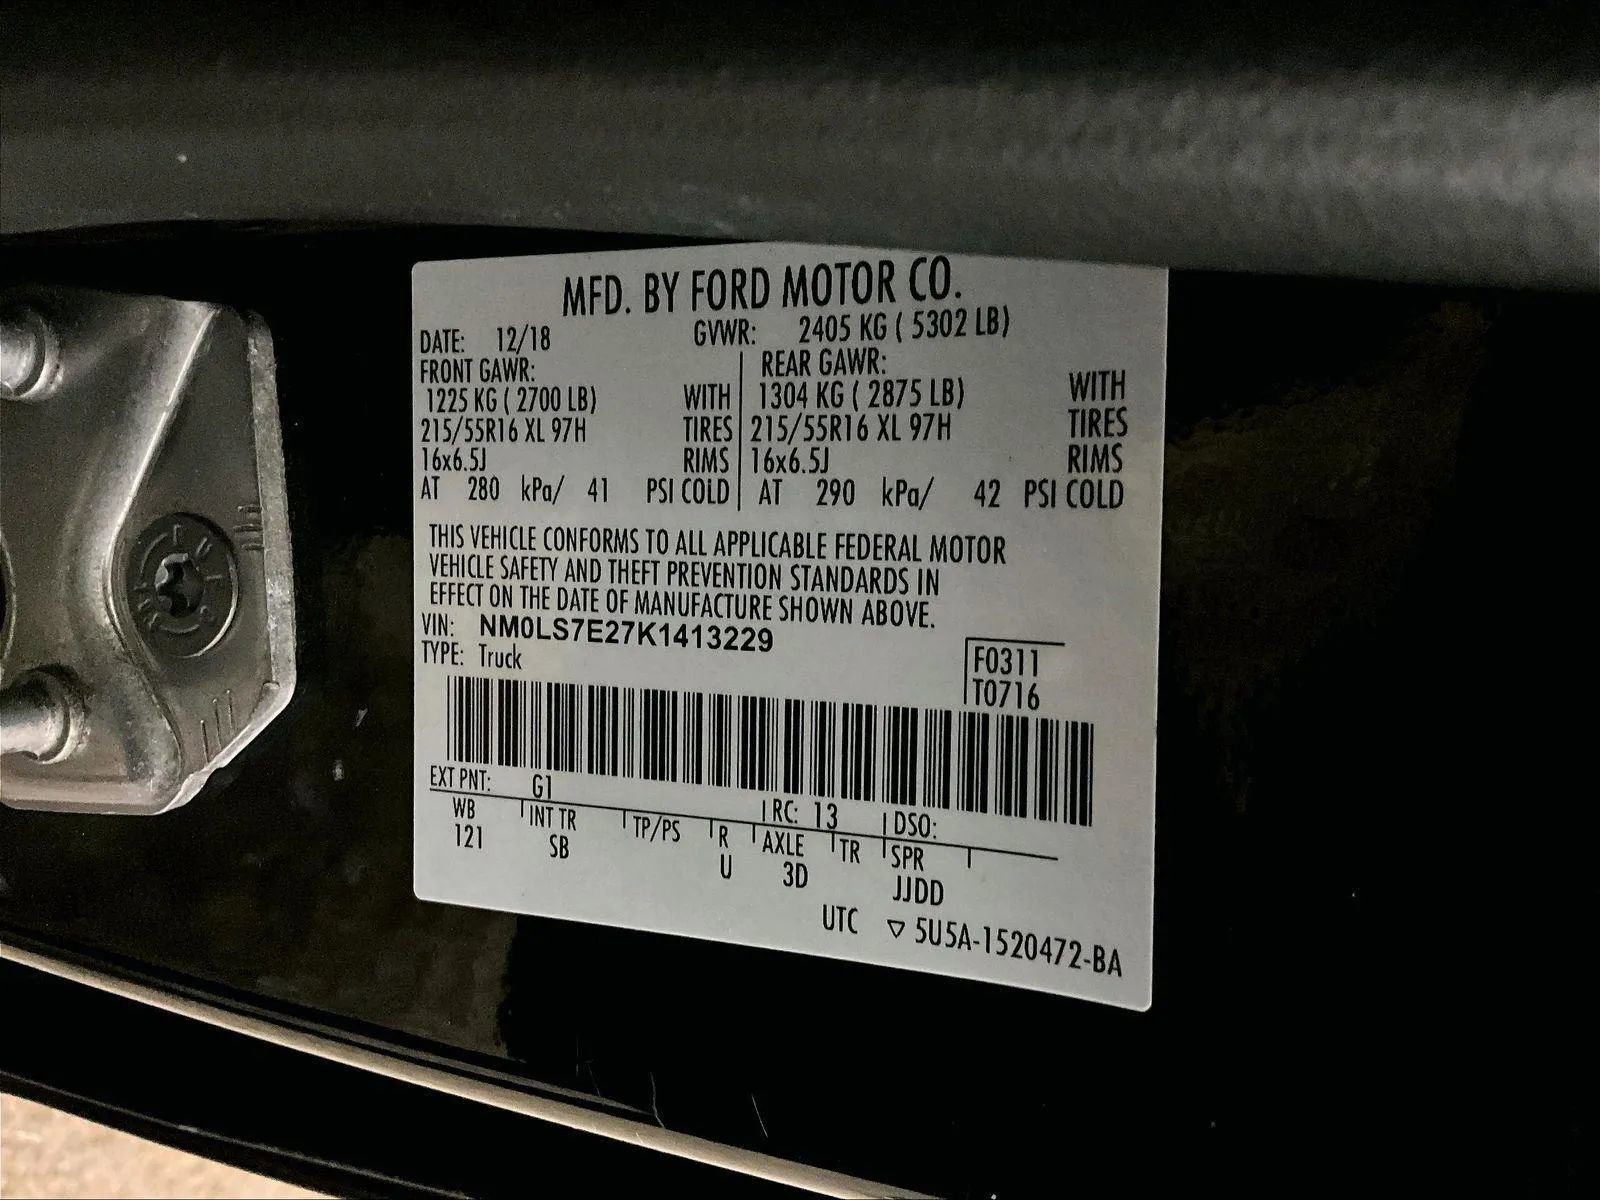 MFD. BY FORD MOTOR CO.
DATE: 12/18 GVWR: 2405 KG ( 5302 LB)
FRONT GAWR: REAR GAWR:
1225 KG ( 2700 LB) WITH 1304 KG ( 2875 LB) WITH
215/55R16 XL 97H TIRES 215/55R16 XL 97H TIRES
16x6.5J RIMS 16x6.5J RIMS
AT 280 kPa/ 41 PSI COLD AT 290 kPa/ 42 PSI COLD
THIS VEHICLE CONFORMS TO ALL APPLICABLE FEDERAL MOTOR
VEHICLE SAFETY AND THEFT PREVENTION STANDARDS IN
EFFECT ON THE DATE OF MANUFACTURE SHOWN ABOVE.
VIN: NM0LS7E27K1413229
TYPE: Truck
F0311
T0716
EXT PNT: G1 RC: 13 DSO:
WB INT TR TP/PS R AXLE TR SPR
121 SB U 3D JJDD
UTC ▽ 5U5A-1520472-BA